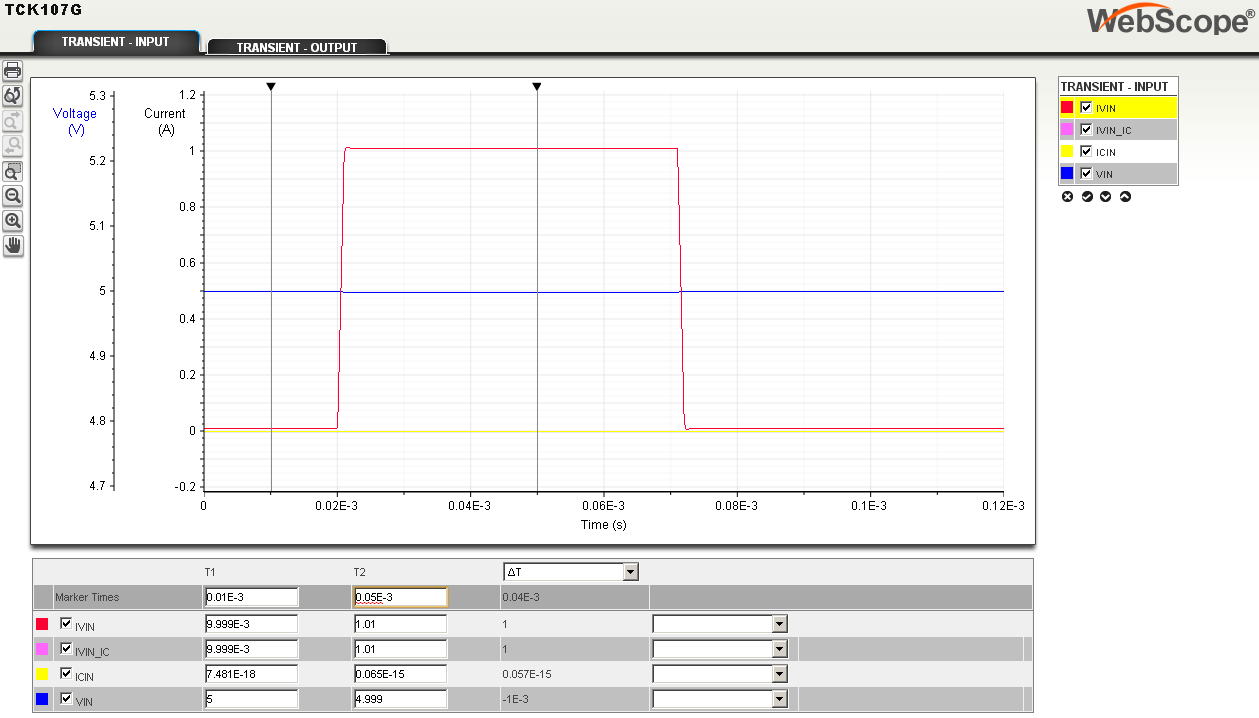 TCK107G
WebScope®
TRANSIENT - INPUT
TRANSIENT - OUTPUT
Voltage
(V)
5.3
5.2
5.1
5
4.9
4.8
4.7
Current
(A)
1.2
1
0.8
0.6
0.4
0.2
0
-0.2
0 0.02E-3 0.04E-3 0.06E-3 0.08E-3 0.1E-3 0.12E-3
Time (s)
TRANSIENT - INPUT
IVIN
IVIN_IC
ICIN
VIN
T1 T2 ΔT
Marker Times 0.01E-3 0.05E-3 0.04E-3
IVIN 9.999E-3 1.01 1
IVIN_IC 9.999E-3 1.01 1
ICIN 7.481E-18 0.065E-15 0.057E-15
VIN 5 4.999 -1E-3